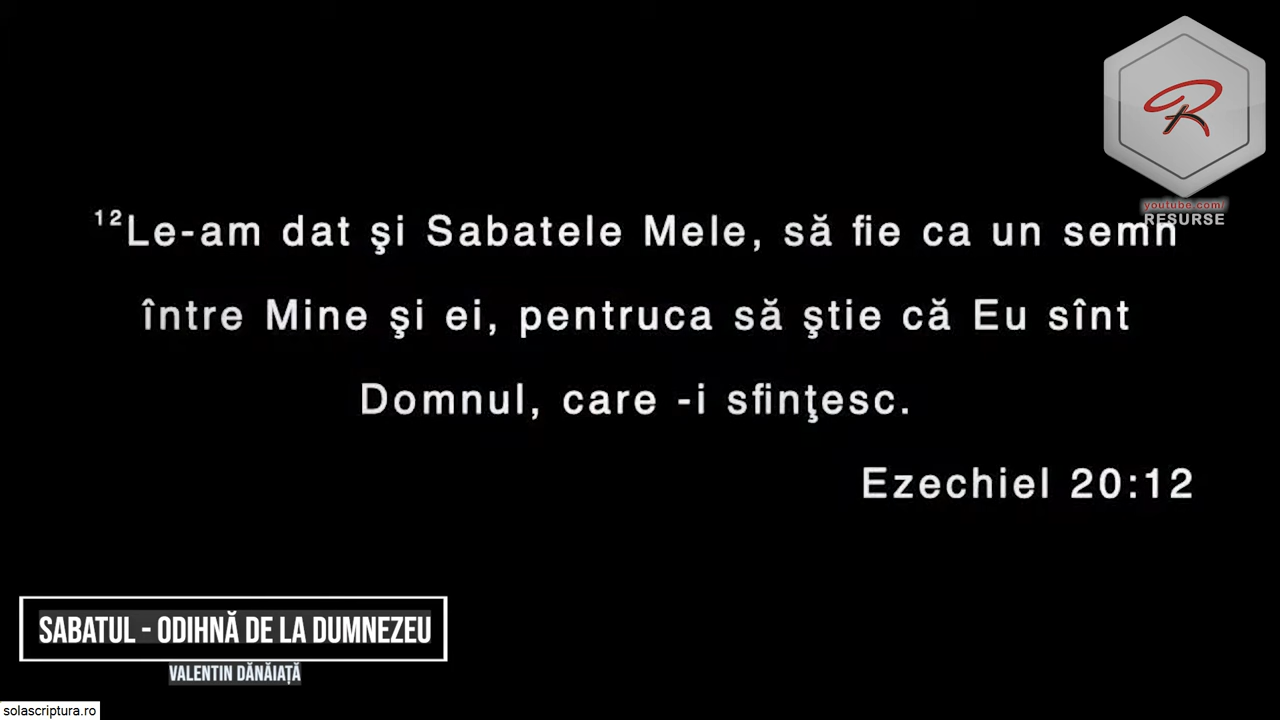 ¹²Le-am dat şi Sabatele Mele, să fie ca un semn
între Mine şi ei, pentruca să ştie că Eu sînt
Domnul, care -i sfinţesc.
Ezechiel 20:12
R
youtube.com/
RESURSE
SABATUL - ODIHNĂ DE LA DUMNEZEU
VALENTIN DĂNĂIAȚĂ
solascriptura.ro